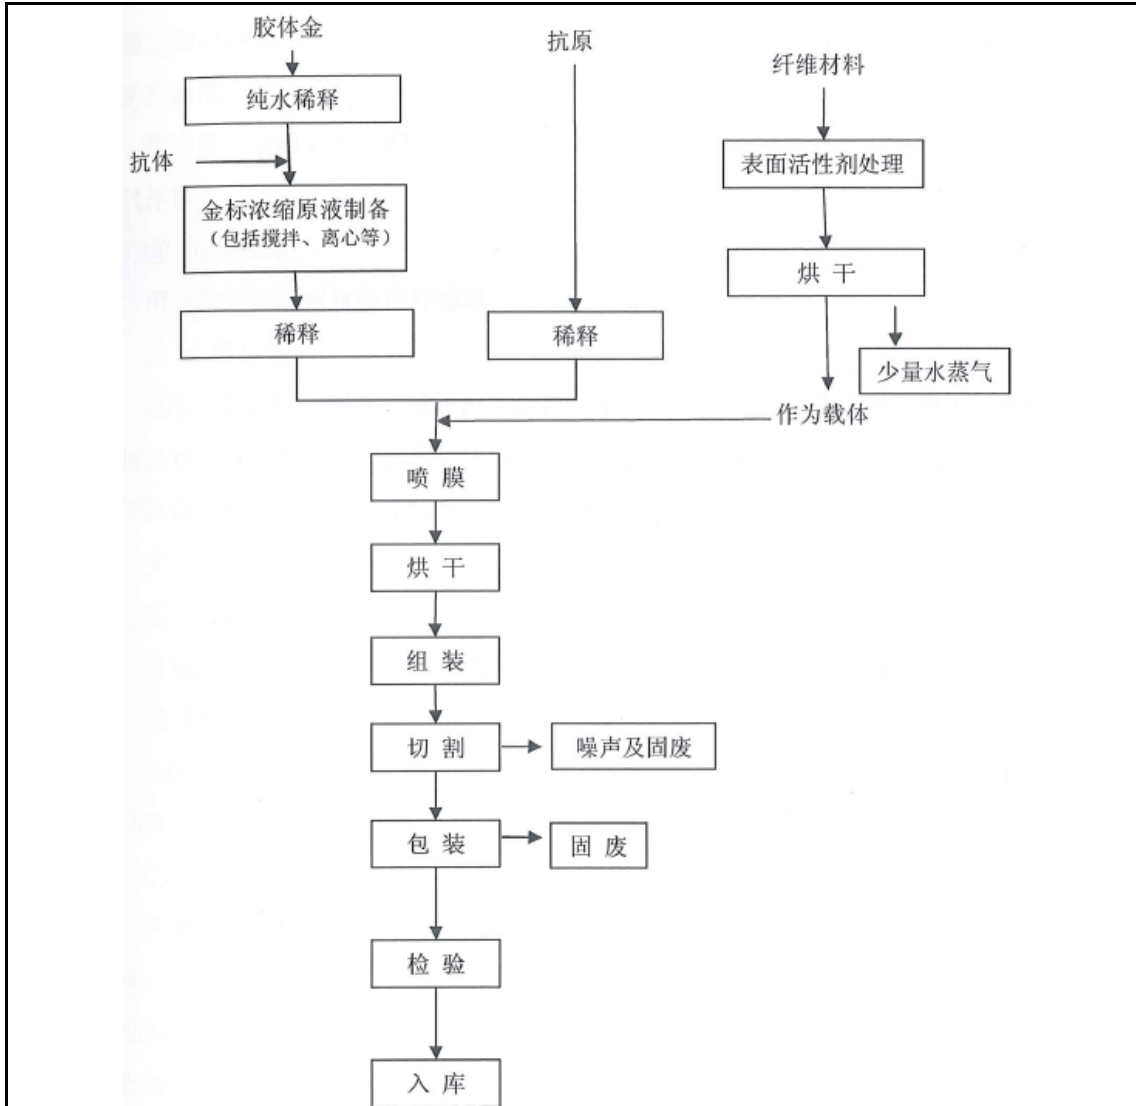 胶体金
抗原
纤维材料
纯水稀释
抗体
表面活性剂处理
金标浓缩原液制备
（包括搅拌、离心等）
烘干
稀释
稀释
少量水蒸气
作为载体
喷膜
烘干
组装
切割
噪声及固废
包装
固废
检验
入库